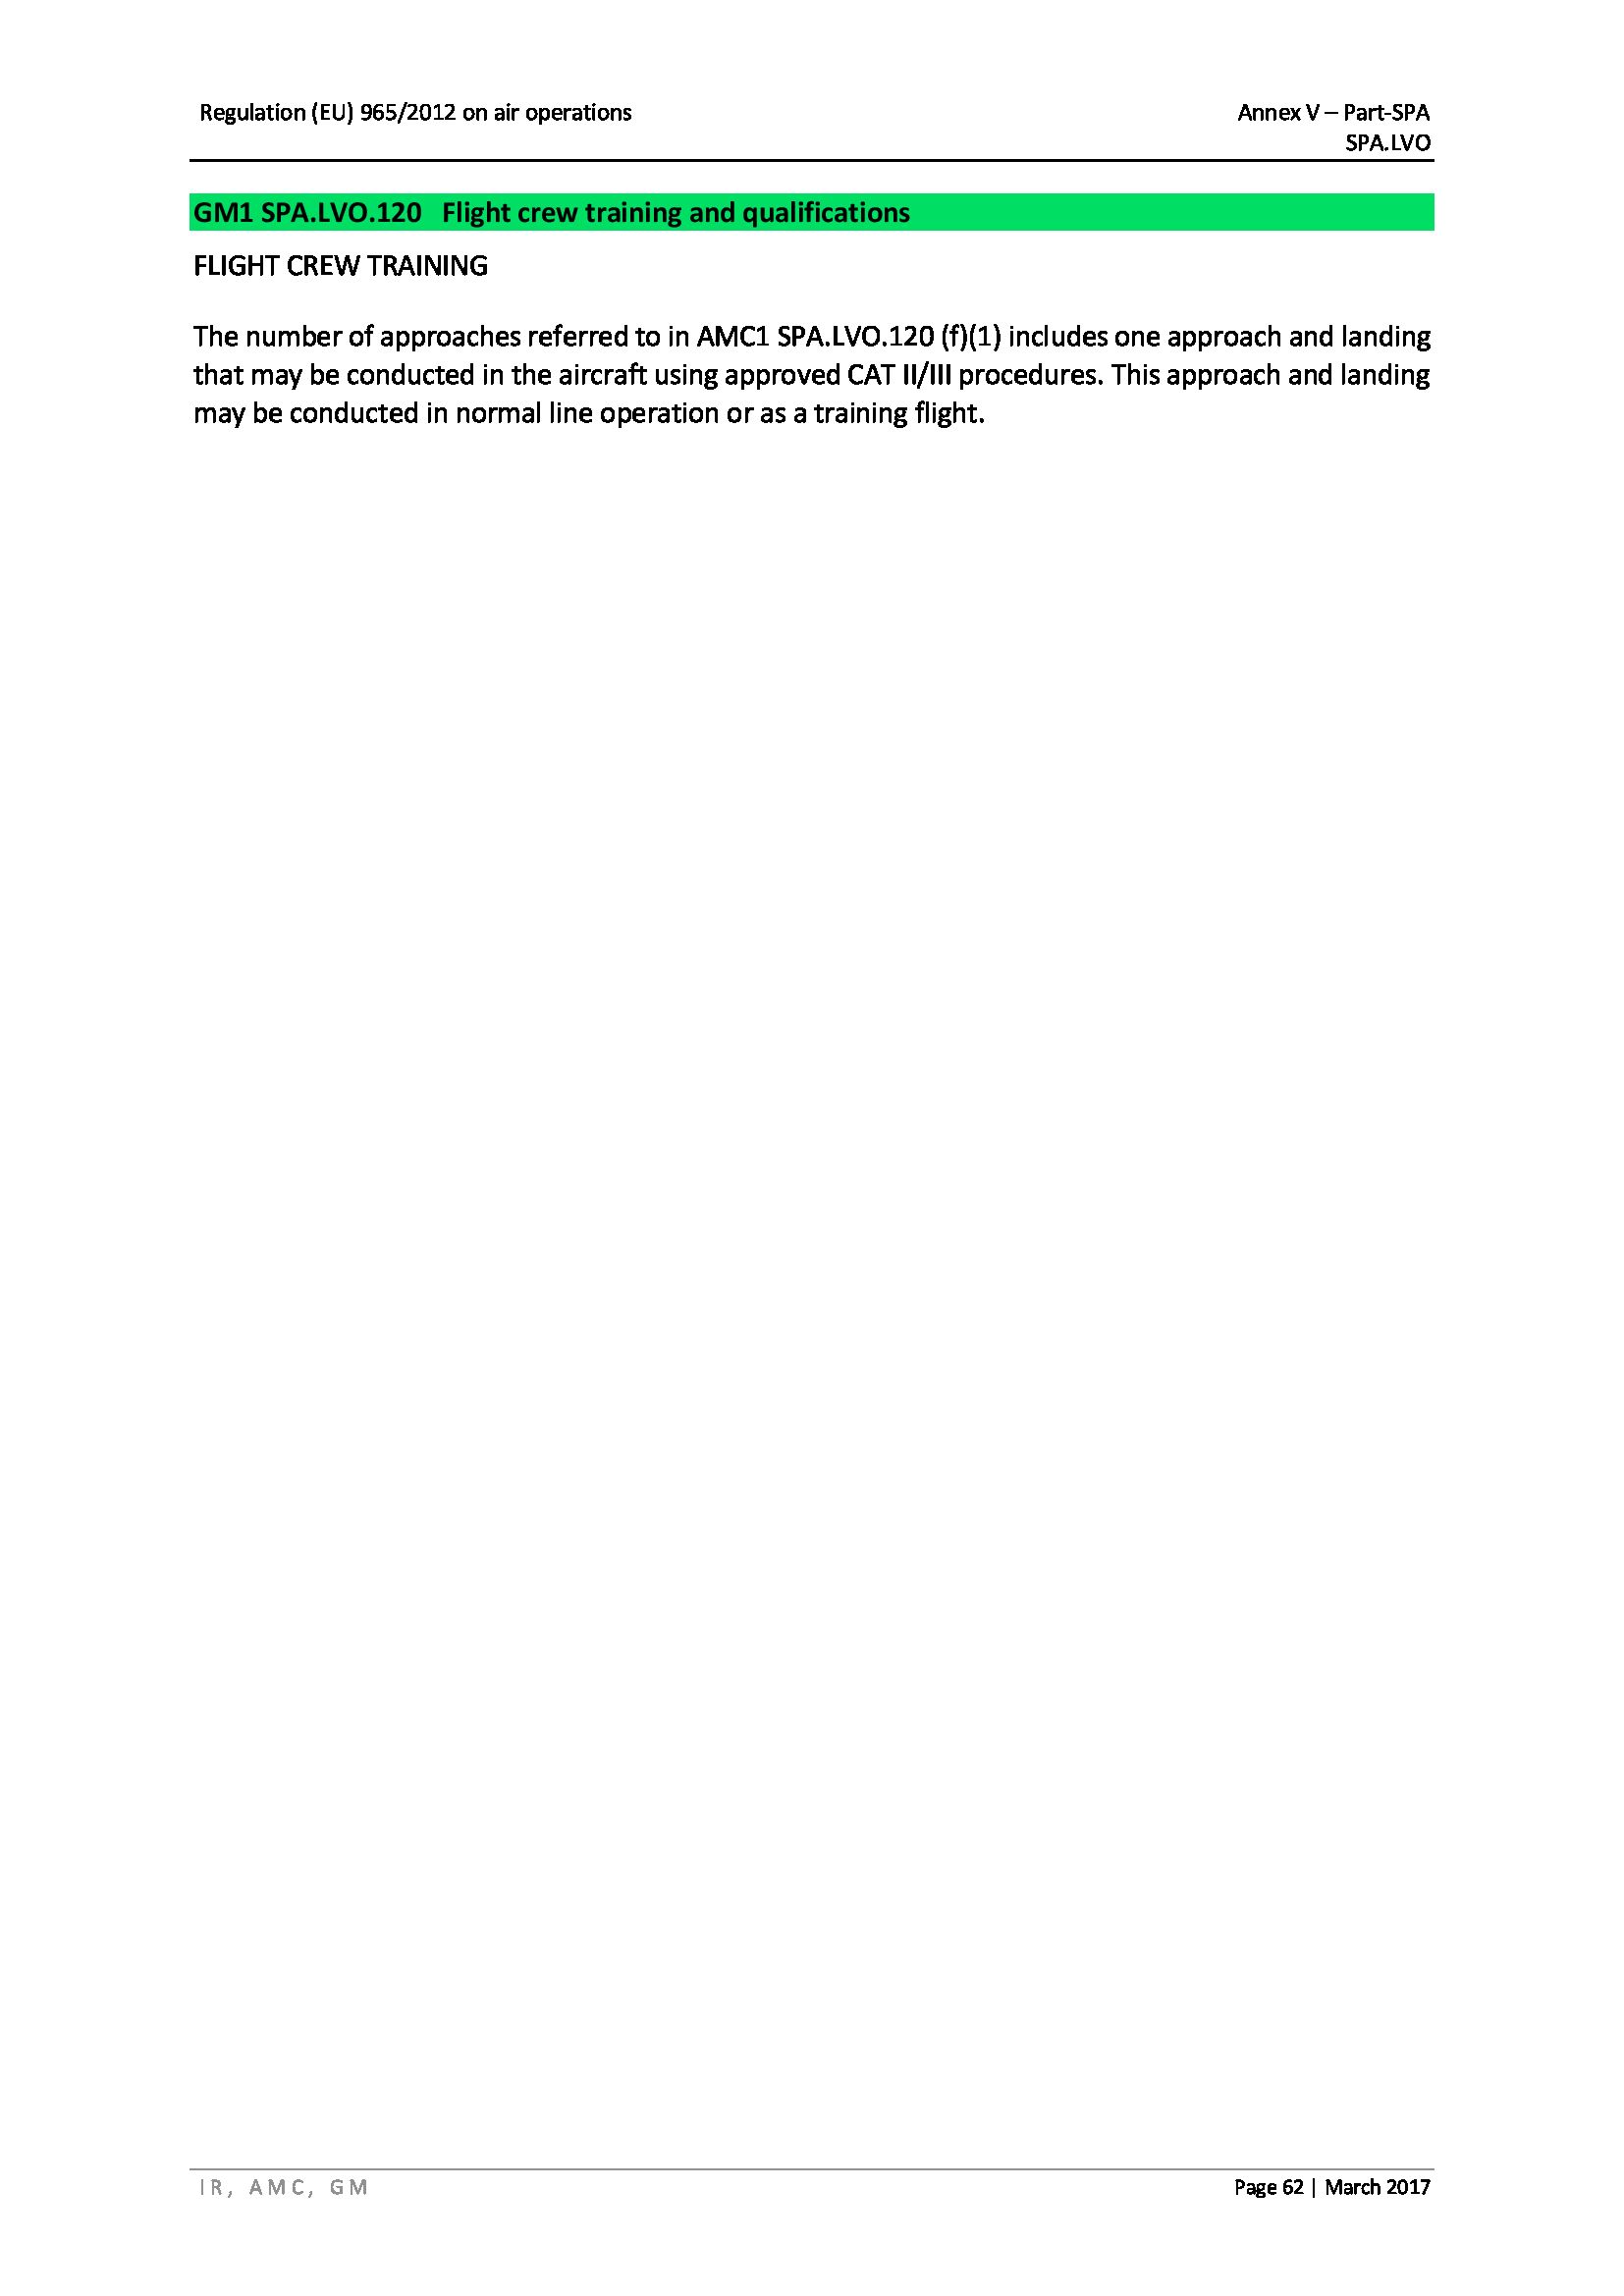 Regulation (EU) 965/2012 on air operations
Annex V – Part-SPA
SPA.LVO
GM1 SPA.LVO.120 Flight crew training and qualifications
FLIGHT CREW TRAINING
The number of approaches referred to in AMC1 SPA.LVO.120 (f)(1) includes one approach and landing
that may be conducted in the aircraft using approved CAT II/III procedures. This approach and landing
may be conducted in normal line operation or as a training flight.
IR, AMC, GM
Page 62 | March 2017